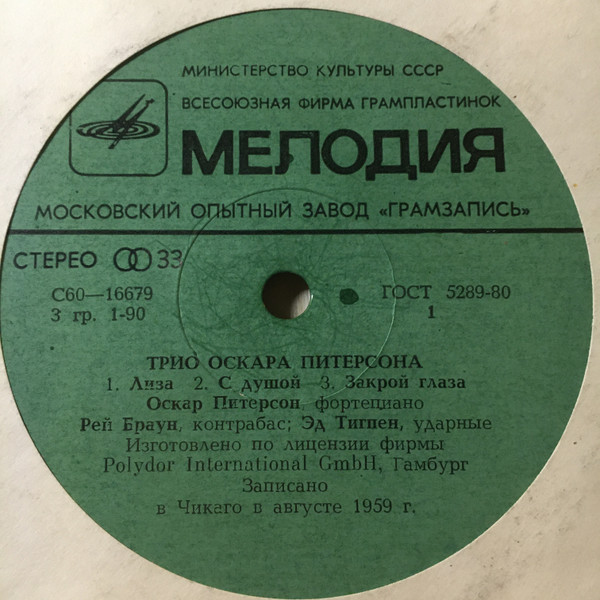 МИНИСТЕРСТВО КУЛЬТУРЫ СССР
ВСЕСОЮЗНАЯ ФИРМА ГРАМПЛАСТИНОК
МЕЛОДИЯ
МОСКОВСКИЙ ОПЫТНЫЙ ЗАВОД «ГРАМЗАПИСЬ»
СТЕРЕО 33
С60—16679 ГОСТ 5289-80
3 гр. 1-90 1
ТРИО ОСКАРА ПИТЕРСОНА
1. Лиза 2. С душой 3. Закрой глаза
Оскар Питерсон, фортепиано
Рей Браун, контрабас; Эд Тигпен, ударные
Изготовлено по лицензии фирмы
Polydor International GmbH, Гамбург
Записано
в Чикаго в августе 1959 г.